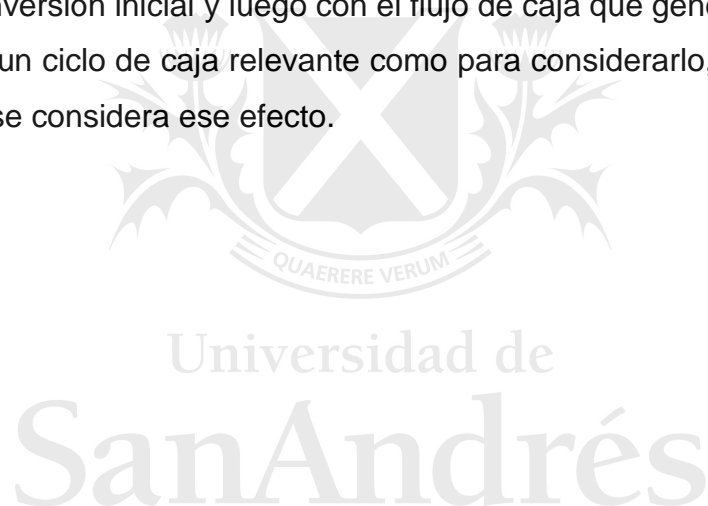 nversión inicial y luego con el flujo de caja que gene
un ciclo de caja relevante como para considerarlo,
se considera ese efecto.
QUAERERE VERUM
Universidad de
SanAndrés